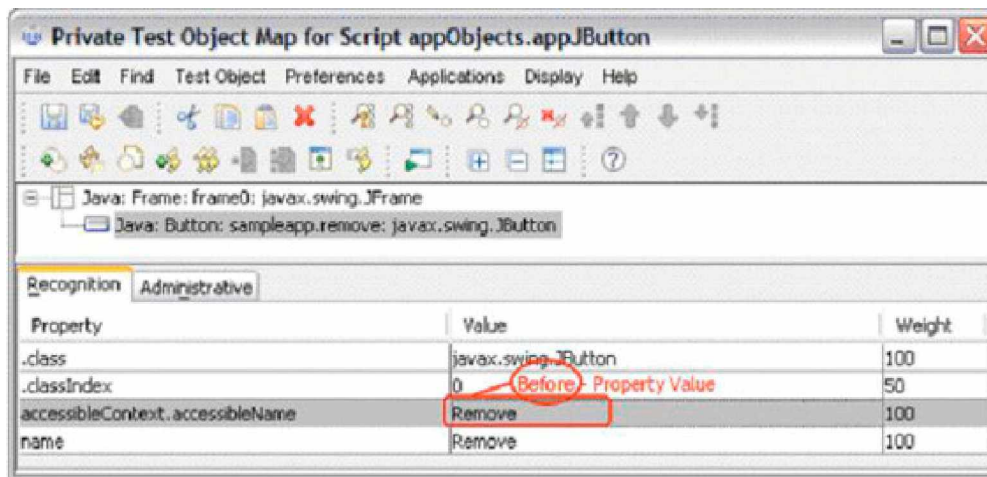 Private Test Object Map for Script appObjects.appJButton
File Edit Find Test Object Preferences Applications Display Help
Java: Frame: frame0: javax.swing.JFrame
Java: Button: sampleapp.remove: javax.swing.JButton
Recognition Administrative
Property Value Weight
.class javax.swing.JButton 100
.classIndex 0 Before - Property Value 50
accessibleContext.accessibleName Remove 100
name Remove 100